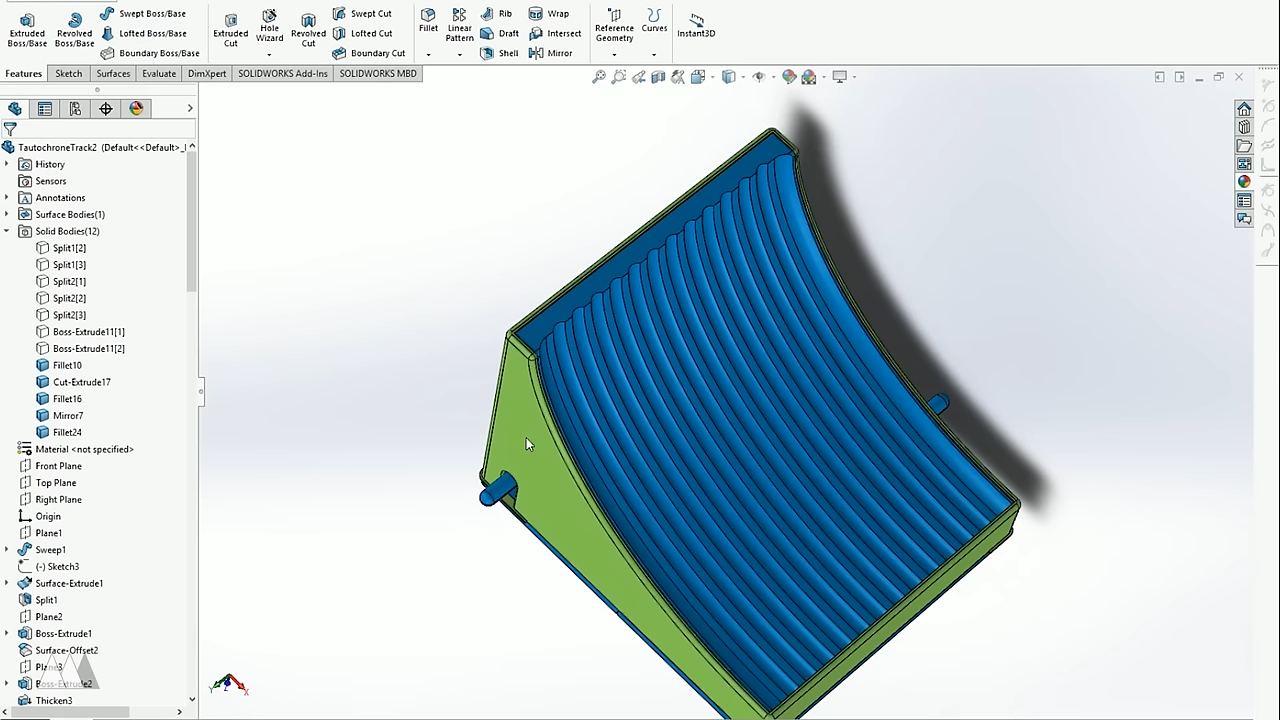 Extruded Boss/Base
Revolved Boss/Base
Swept Boss/Base
Lofted Boss/Base
Boundary Boss/Base
Extruded Cut
Hole Wizard
Revolved Cut
Swept Cut
Lofted Cut
Boundary Cut
Fillet
Linear Pattern
Rib
Draft
Shell
Wrap
Intersect
Mirror
Reference Geometry
Curves
Instant3D
Features Sketch Surfaces Evaluate DimXpert SOLIDWORKS Add-Ins SOLIDWORKS MBD
TautochroneTrack2 (Default<<Default>_
History
Sensors
Annotations
Surface Bodies(1)
Solid Bodies(12)
Split1[2]
Split1[3]
Split2[1]
Split2[2]
Split2[3]
Boss-Extrude11[1]
Boss-Extrude11[2]
Fillet10
Cut-Extrude17
Fillet16
Mirror7
Fillet24
Material <not specified>
Front Plane
Top Plane
Right Plane
Origin
Plane1
Sweep1
(-) Sketch3
Surface-Extrude1
Split1
Plane2
Boss-Extrude1
Surface-Offset2
Plane3
Boss-Extrude2
Thicken3